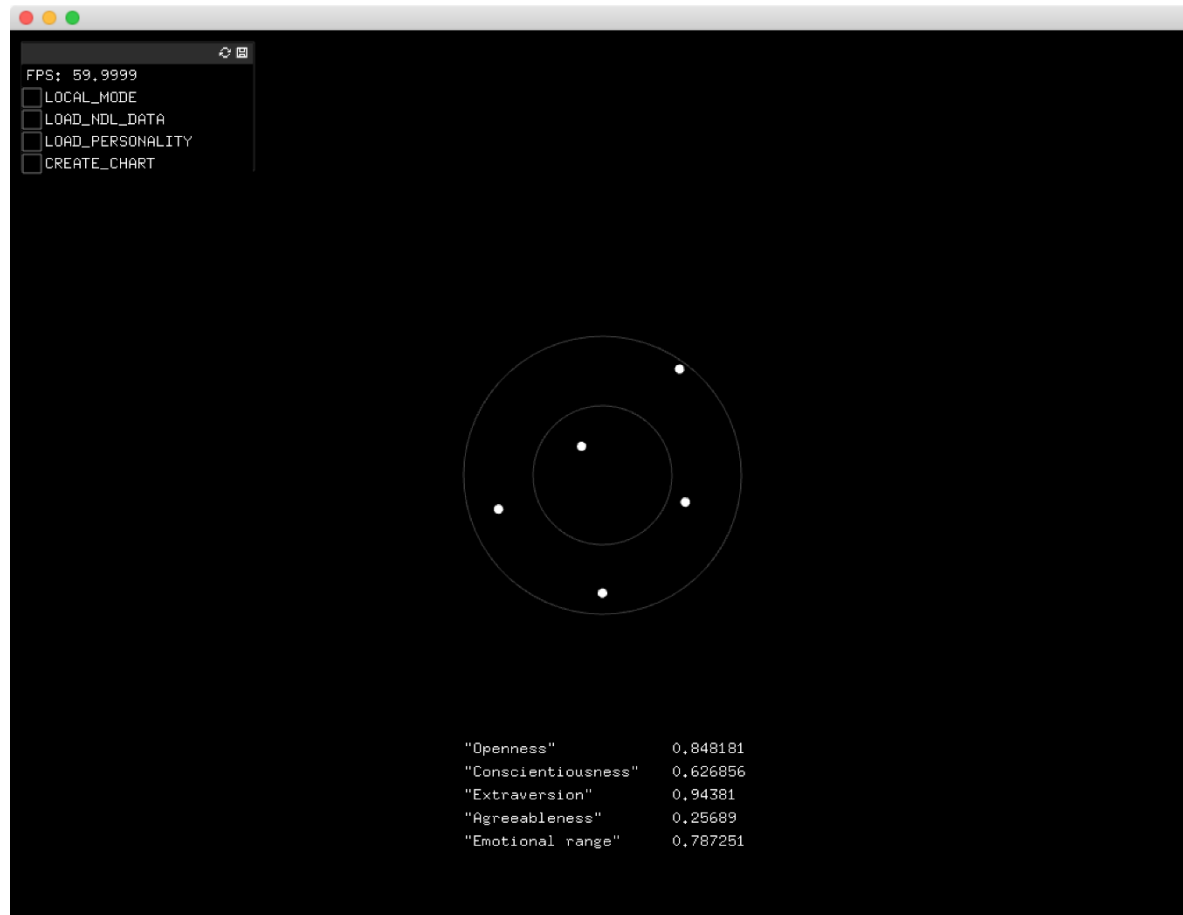 FPS: 59.9999
LOCAL_MODE
LOAD_NDL_DATA
LOAD_PERSONALITY
CREATE_CHART
"Openness" 0.848181
"Conscientiousness" 0.626856
"Extraversion" 0.94381
"Agreeableness" 0.25689
"Emotional range" 0.787251